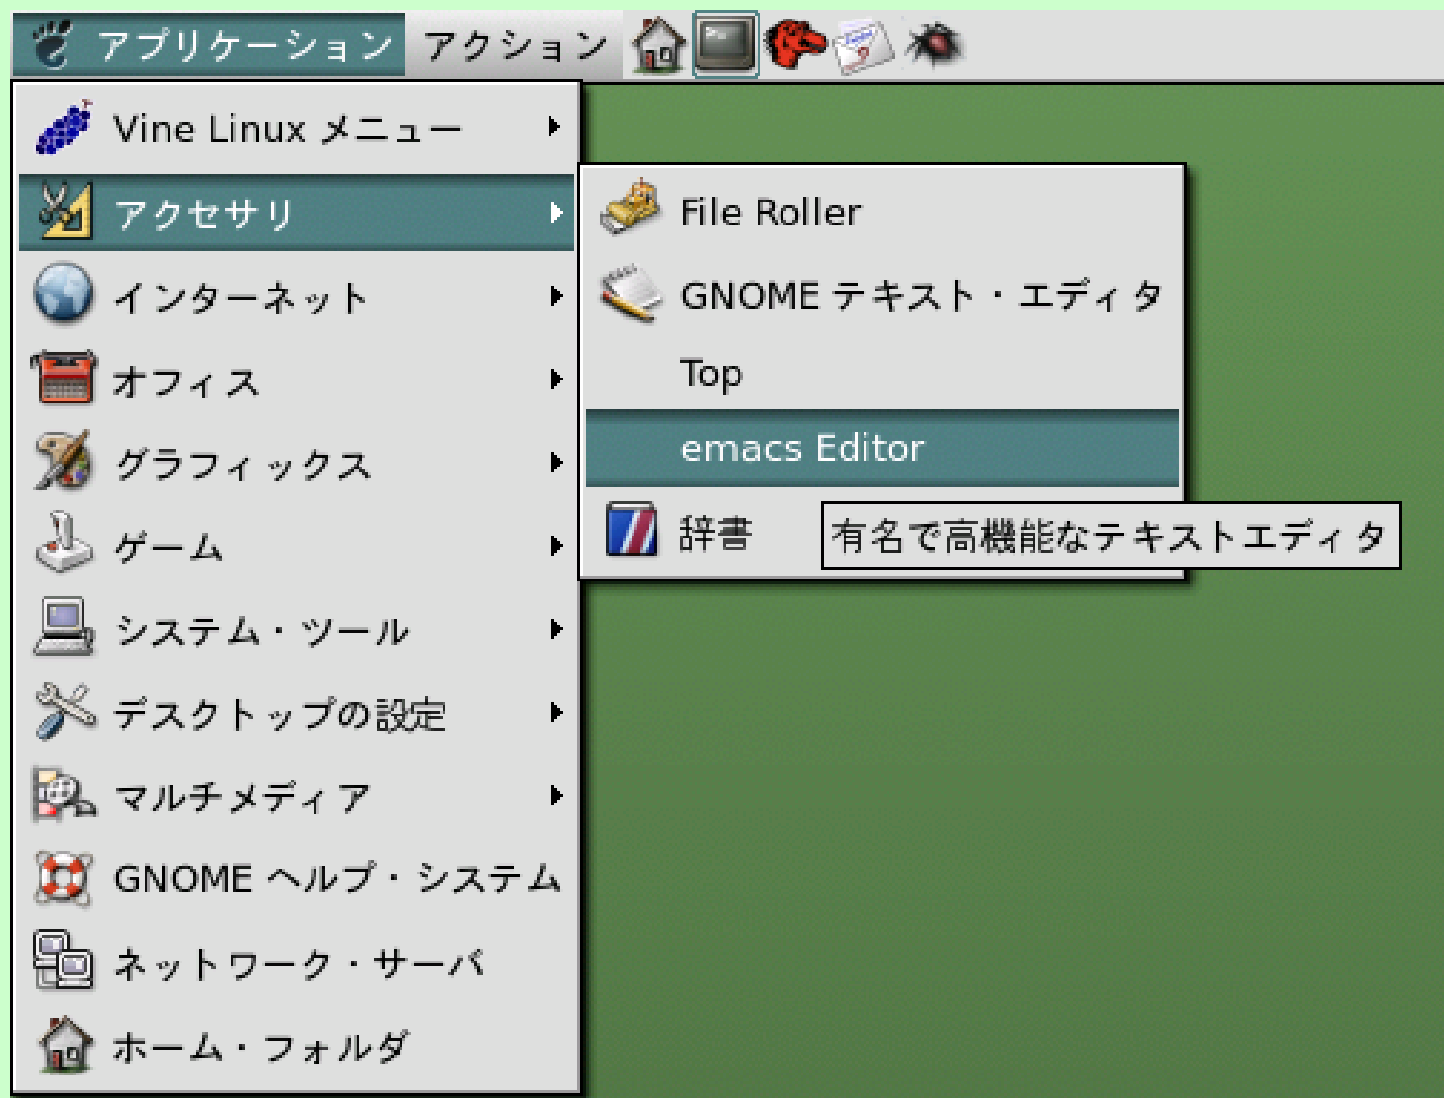 アプリケーション アクション
Vine Linux メニュー
アクセサリ
インターネット
オフィス
グラフィックス
ゲーム
システム・ツール
デスクトップの設定
マルチメディア
GNOME ヘルプ・システム
ネットワーク・サーバ
ホーム・フォルダ
File Roller
GNOME テキスト・エディタ
Top
emacs Editor
辞書
有名で高機能なテキストエディタ